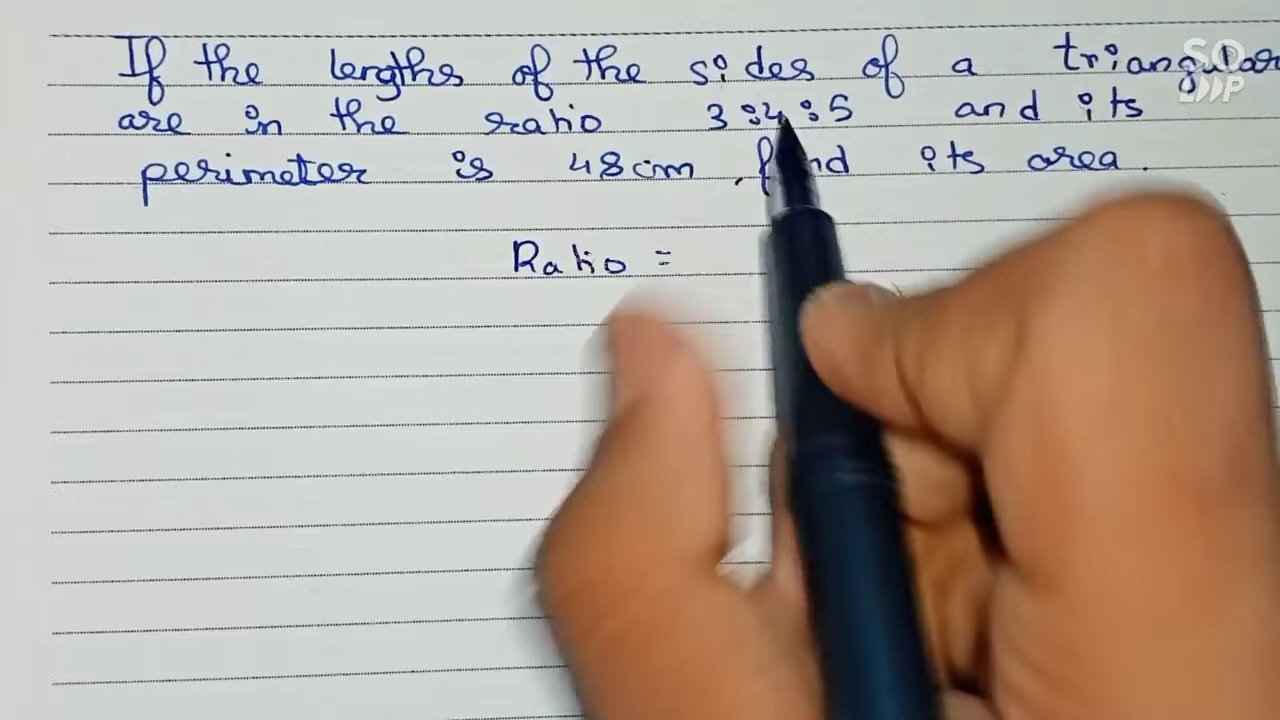 If the lengths of the sides of a triangular
are in the ratio 3:4:5 and its
perimeter is 48cm, find its area.
Ratio =